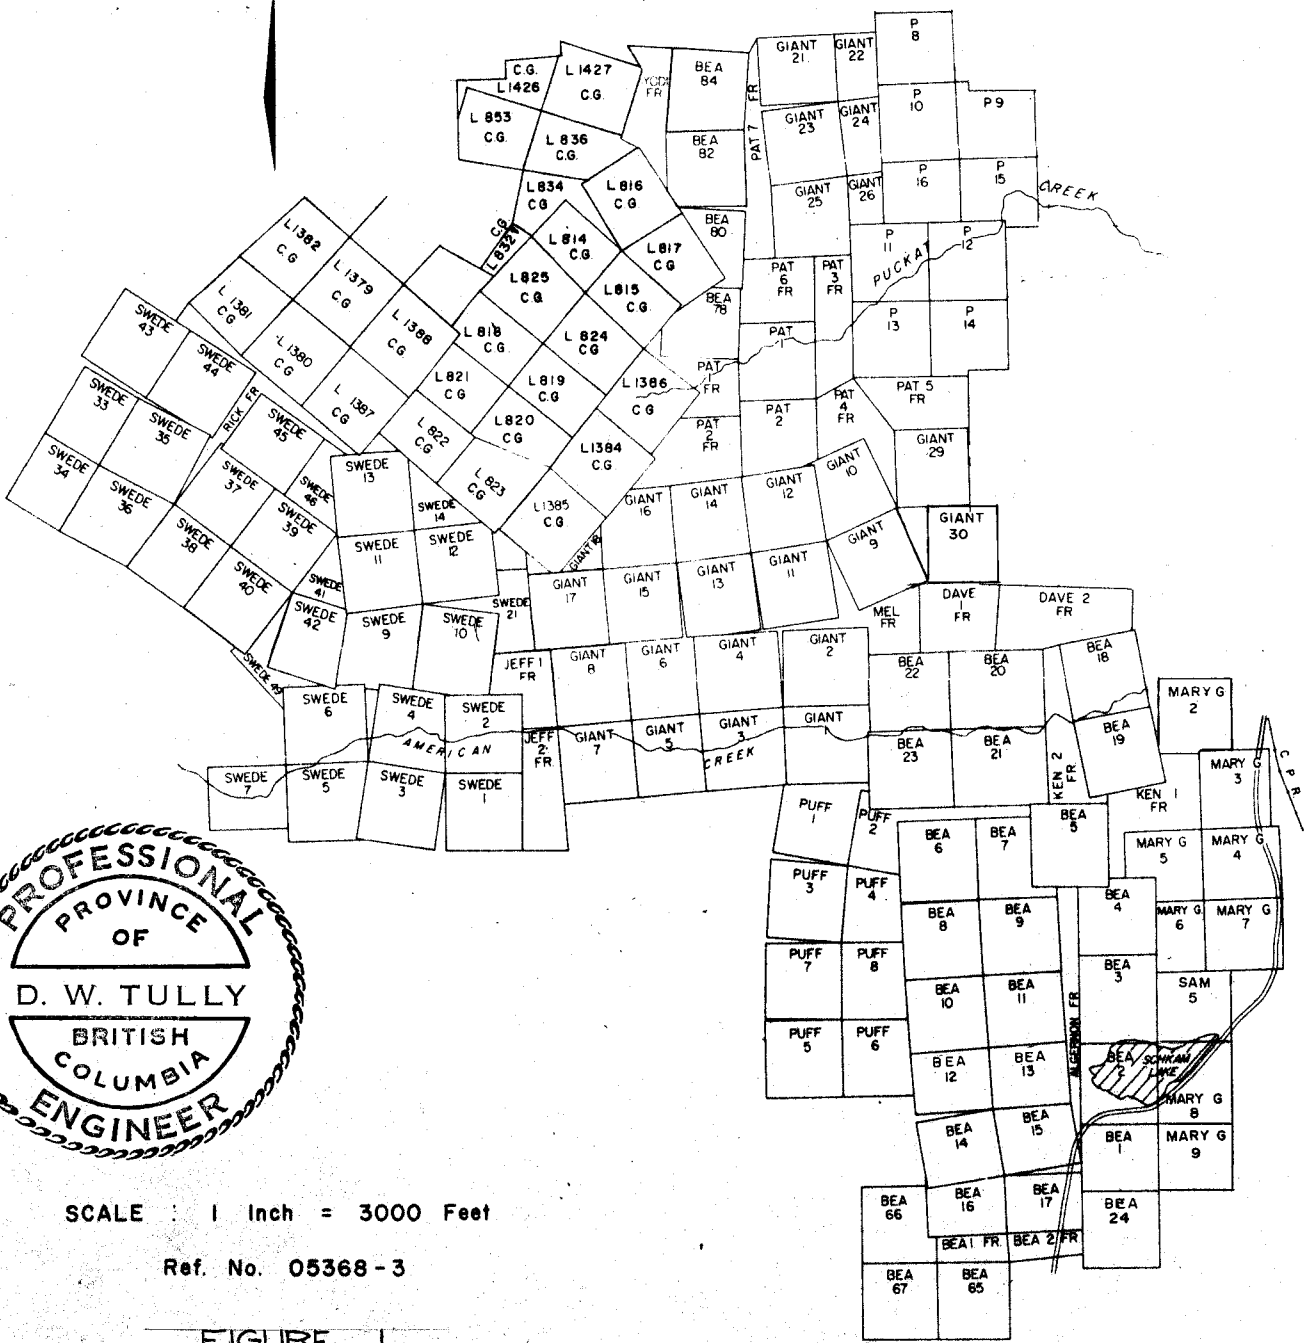 P
8
GIANT
21
GIANT
22
C.G.
L1426
L1427
C.G.
FR
BEA
84
PAT 7 FR
P
10
P9
L 853
C.G.
L 836
C.G.
BEA
82
GIANT
23
GIANT
24
L834
CG
L816
CG
GIANT
25
GIANT
26
P
16
P
15
CREEK
L1382
C.G
C.G.
L832
L814
CG.
L817
CG
BEA
80
P
11
P
12
PUCKAT
L 1379
CG
L825
C.G
L815
CG.
PAT
6
FR
PAT
3
FR
L 1381
CG
L 1388
C.G.
L 818
CG.
L 824
CG
BEA
78
PAT
1
P
13
P
14
SWEDE
43
SWEDE
44
L1380
CG
L821
CG
L819
CG
L1386
CG
PAT
1
FR
PAT 5
FR
SWEDE
33
SWEDE
35
RICK FR
SWEDE
45
L 1387
CG
L 822
C.G
L820
CG
L1384
CG.
PAT
2
FR
PAT
2
PAT
4
FR
GIANT
29
SWEDE
34
SWEDE
36
SWEDE
37
SWEDE
46
SWEDE
13
SWEDE
14
L 823
CG
L1385
CG
GIANT
16
GIANT
14
GIANT
12
GIANT
10
SWEDE
38
SWEDE
39
SWEDE
11
SWEDE
12
GIANT 18
GIANT
9
GIANT
30
SWEDE
40
SWEDE
41
SWEDE
42
SWEDE
9
SWEDE
10
SWEDE
21
GIANT
17
GIANT
15
GIANT
13
GIANT
11
MEL
FR
DAVE
1
FR
DAVE 2
FR
SWEDE 49
JEFF 1
FR
GIANT
8
GIANT
6
GIANT
4
GIANT
2
BEA
22
BEA
20
BEA
18
MARY G
2
SWEDE
6
SWEDE
4
SWEDE
2
AMERICAN
CREEK
JEFF
2
FR
GIANT
7
GIANT
5
GIANT
3
GIANT
1
BEA
23
BEA
21
KEN 2
FR
BEA
19
MARY G
3
C P R
SWEDE
7
SWEDE
5
SWEDE
3
SWEDE
1
PUFF
1
PUFF
2
BEA
6
BEA
7
BEA
5
KEN 1
FR
MARY G
5
MARY G
4
PUFF
3
PUFF
4
BEA
8
BEA
9
BEA
4
MARY G
6
MARY G
7
PUFF
7
PUFF
8
BEA
10
BEA
11
ALGERNON FR
BEA
3
SAM
5
PUFF
5
PUFF
6
BEA
12
BEA
13
BEA
2
SCHKAM
LAKE
MARY G
8
BEA
14
BEA
15
BEA
1
MARY G
9
BEA
66
BEA
16
BEA
17
BEA
24
BEA 1 FR
BEA 2 FR
BEA
67
BEA
65
PROFESSIONAL
PROVINCE
OF
D. W. TULLY
BRITISH
COLUMBIA
ENGINEER
SCALE : 1 Inch = 3000 Feet
Ref. No. 05368-3
FIGURE 1